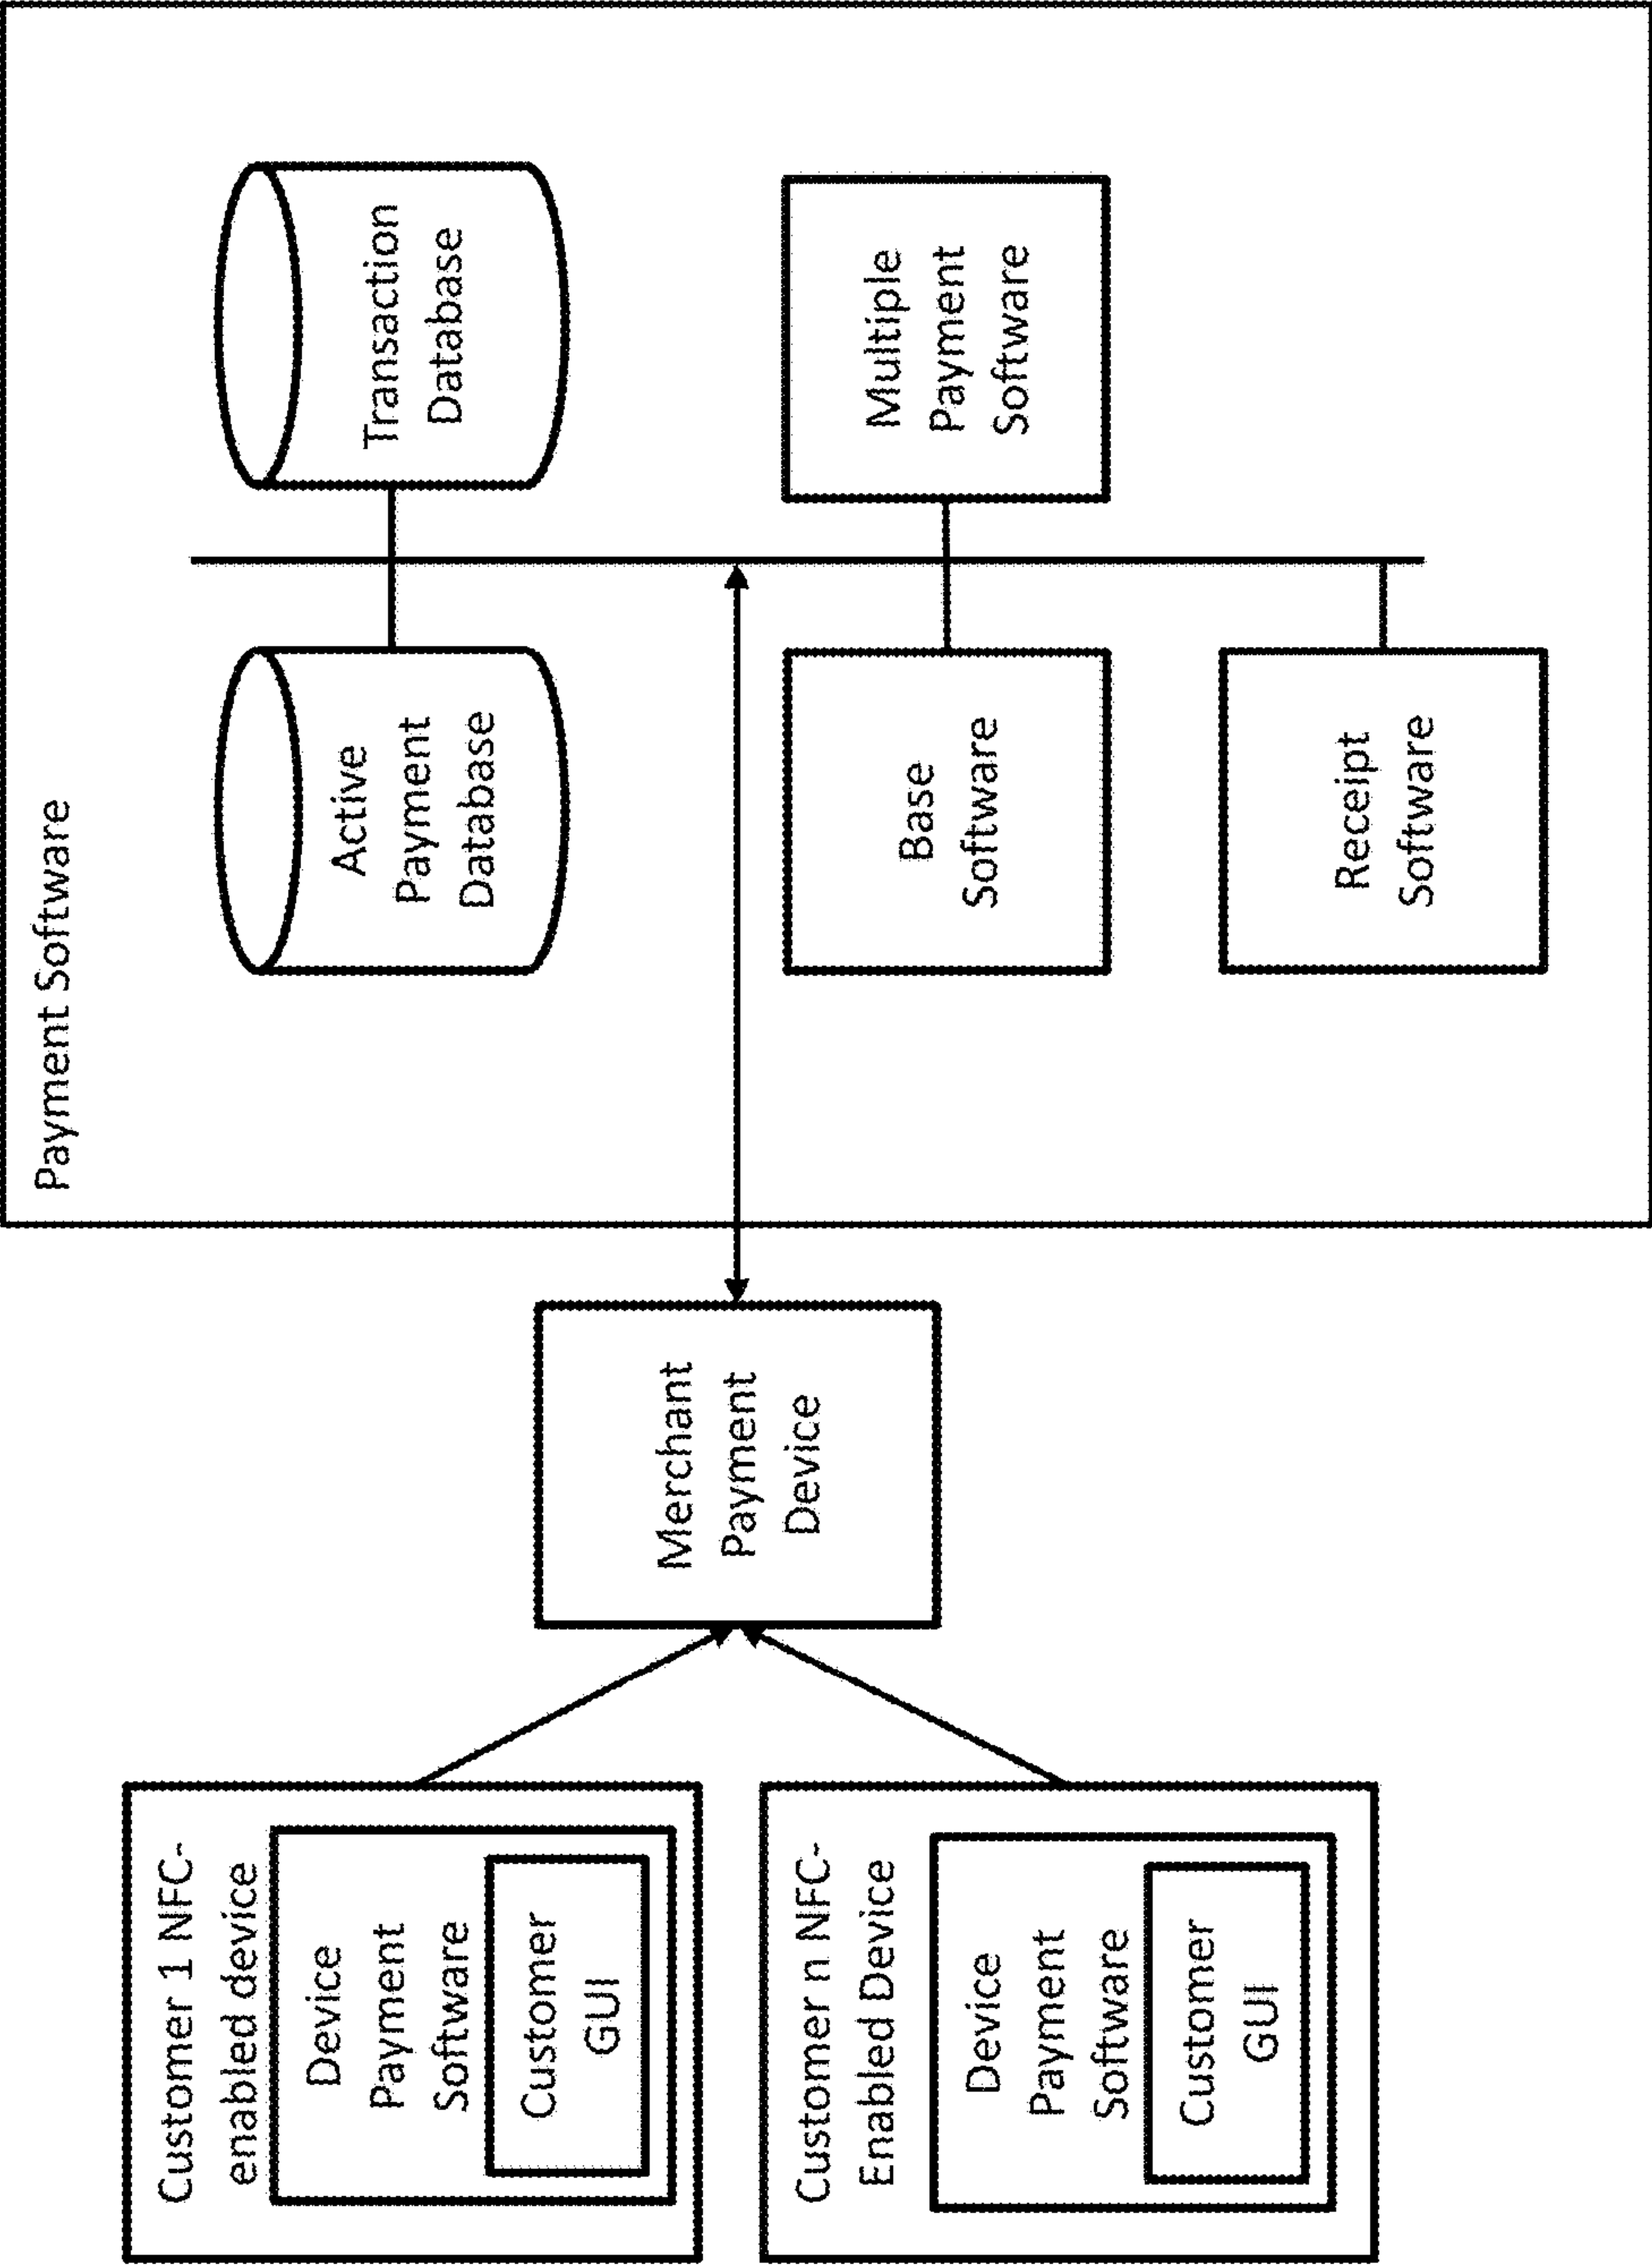 Customer 1 NFC-
enabled device
Device
Payment
Software
Customer
GUI
Customer n NFC-
Enabled Device
Device
Payment
Software
Customer
GUI
Merchant
Payment
Device
Payment Software
Active
Payment
Database
Transaction
Database
Base
Software
Multiple
Payment
Software
Receipt
Software